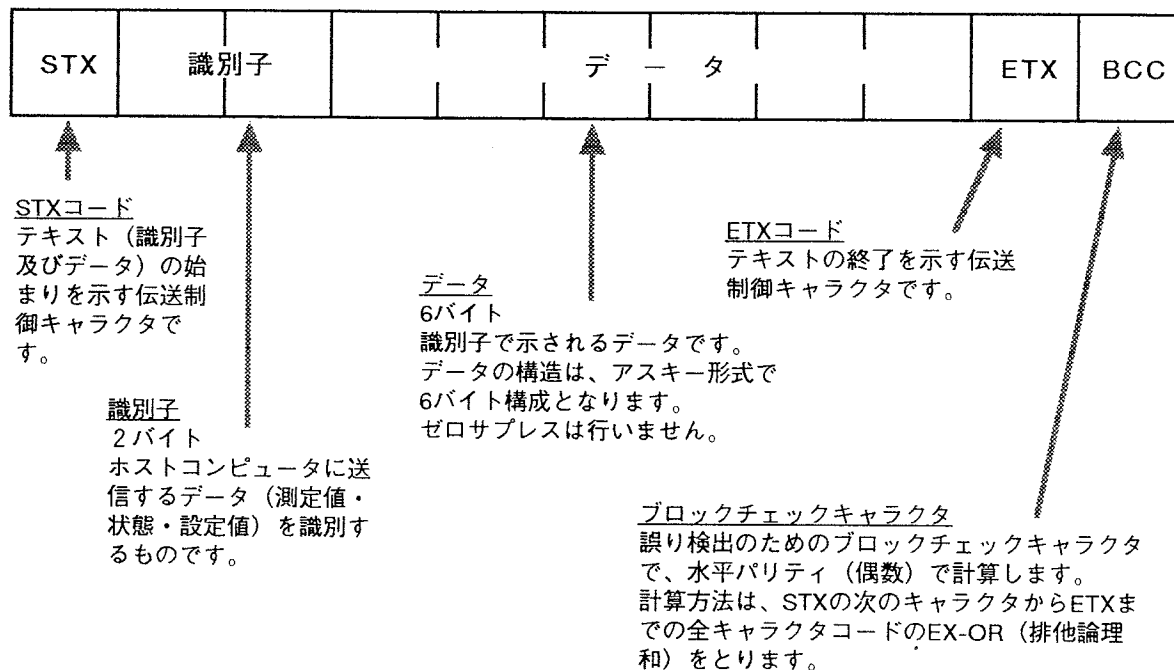 STX 識別子 データ ETX BCC
STXコード
テキスト（識別子
及びデータ）の始
まりを示す伝送制
御キャラクタで
す。
識別子
２バイト
ホストコンピュータに送
信するデータ（測定値・
状態・設定値）を識別す
るものです。
データ
6バイト
識別子で示されるデータです。
データの構造は、アスキー形式で
6バイト構成となります。
ゼロサプレスは行いません。
ETXコード
テキストの終了を示す伝送
制御キャラクタです。
ブロックチェックキャラクタ
誤り検出のためのブロックチェックキャラクタ
で、水平パリティ（偶数）で計算します。
計算方法は、STXの次のキャラクタからETXま
での全キャラクタコードのEX-OR（排他論理
和）をとります。